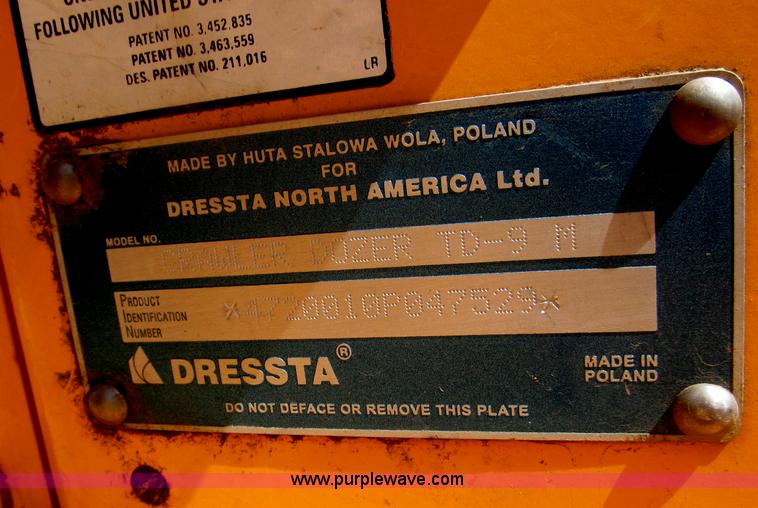 FOLLOWING UNITED
PATENT NO. 3,452,835
PATENT NO. 3,463,559
DES. PATENT NO. 211,016
LR
MADE BY HUTA STALOWA WOLA, POLAND
FOR
DRESSTA NORTH AMERICA Ltd.
MODEL NO.
CRAWLER DOZER TD-9 M
PRODUCT
IDENTIFICATION
NUMBER
*4720010P047529*
DRESSTA®
MADE IN
POLAND
DO NOT DEFACE OR REMOVE THIS PLATE
www.purplewave.com